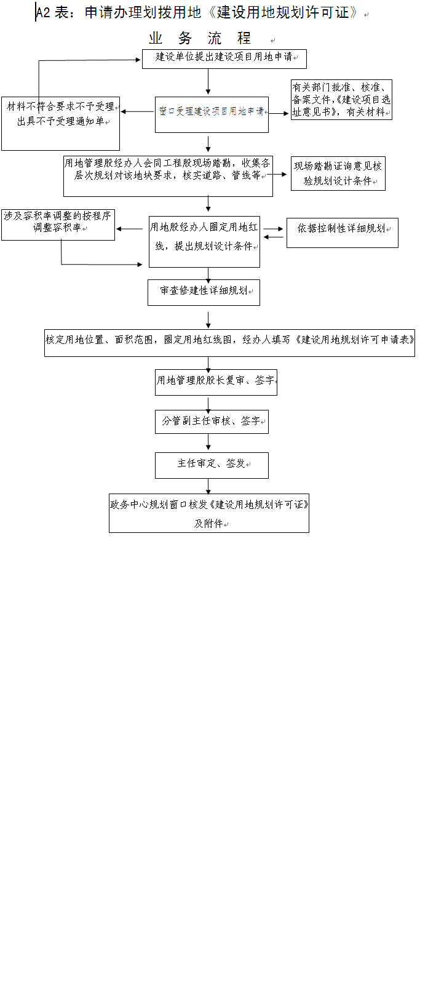 A2 表：申请办理划拨用地《建设用地规划许可证》
业 务 流 程
建设单位提出建设项目用地申请
有关部门批准、核准、
备案文件，《建设项目选
址意见书》，有关材料
材料不符合要求不予受理
出具不予受理通知单
窗口受理建设项目用地申请
用地管理股经办人会同工程股现场踏勘，收集各
层次规划对该地块要求，核实道路、管线等
现场踏勘证询意见核
验规划设计条件
涉及容积率调整的按程序
调整容积率
用地股经办人圈定用地红
线，提出规划设计条件
依据控制性详细规划
审查修建性详细规划
核定用地位置、面积范围，圈定用地红线图，经办人填写《建设用地规划许可申请表》
用地管理股股长复审、签字
分管副主任审核、签字
主任审定、签发
政务中心规划窗口核发《建设用地规划许可证》
及附件